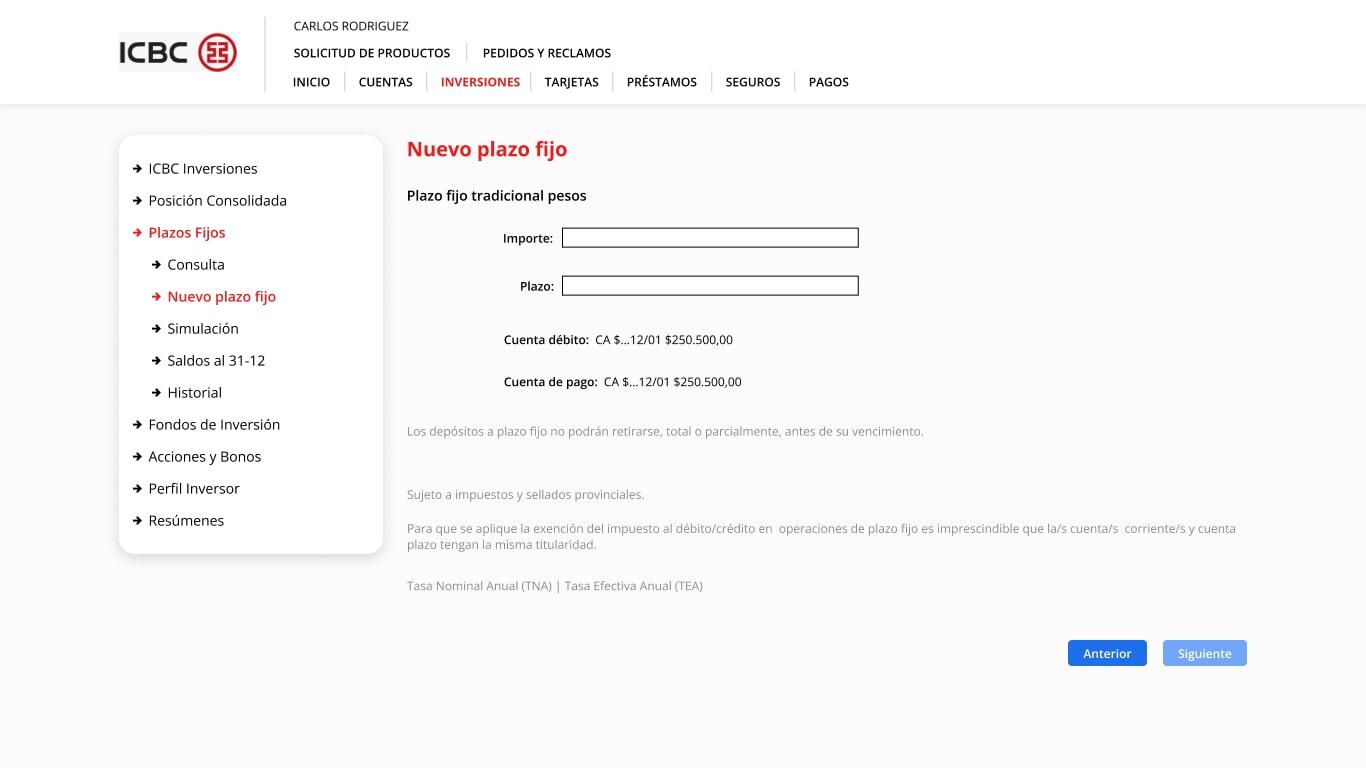 ICBC
CARLOS RODRIGUEZ
SOLICITUD DE PRODUCTOS
PEDIDOS Y RECLAMOS
INICIO
CUENTAS
INVERSIONES
TARJETAS
PRÉSTAMOS
SEGUROS
PAGOS
ICBC Inversiones
Posición Consolidada
Plazos Fijos
Consulta
Nuevo plazo fijo
Simulación
Saldos al 31-12
Historial
Fondos de Inversión
Acciones y Bonos
Perfil Inversor
Resúmenes
Nuevo plazo fijo
Plazo fijo tradicional pesos
Importe:
Plazo:
Cuenta débito: CA $...12/01 $250.500,00
Cuenta de pago: CA $...12/01 $250.500,00
Los depósitos a plazo fijo no podrán retirarse, total o parcialmente, antes de su vencimiento.
Sujeto a impuestos y sellados provinciales.
Para que se aplique la exención del impuesto al débito/crédito en operaciones de plazo fijo es imprescindible que la/s cuenta/s corriente/s y cuenta
plazo tengan la misma titularidad.
Tasa Nominal Anual (TNA) | Tasa Efectiva Anual (TEA)
Anterior
Siguiente